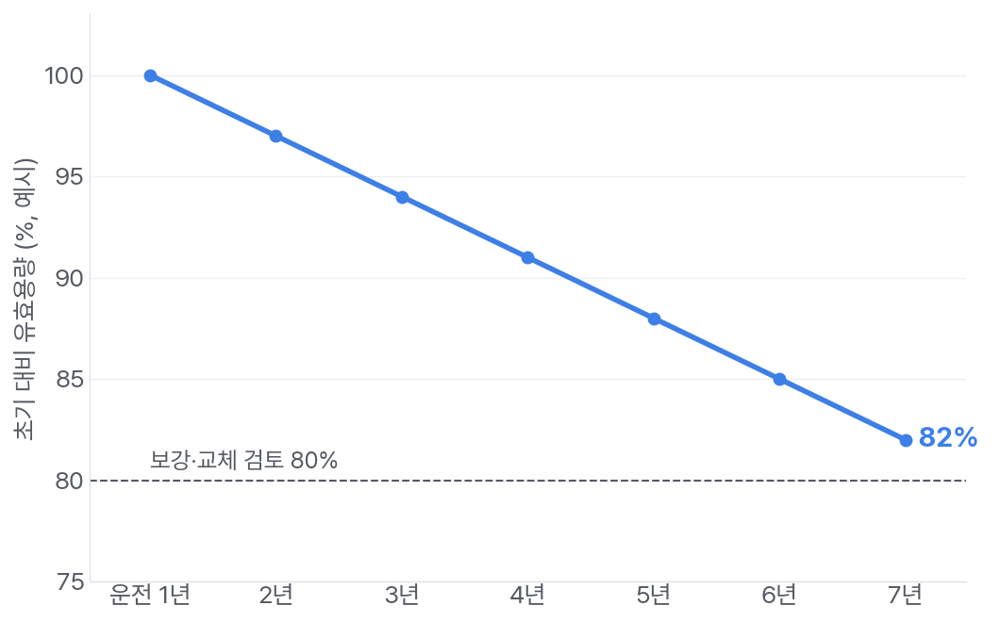 초기 대비 유효용량 (%, 예시)
100
95
90
85
80
75
보강·교체 검토 80%
82%
운전 1년
2년
3년
4년
5년
6년
7년